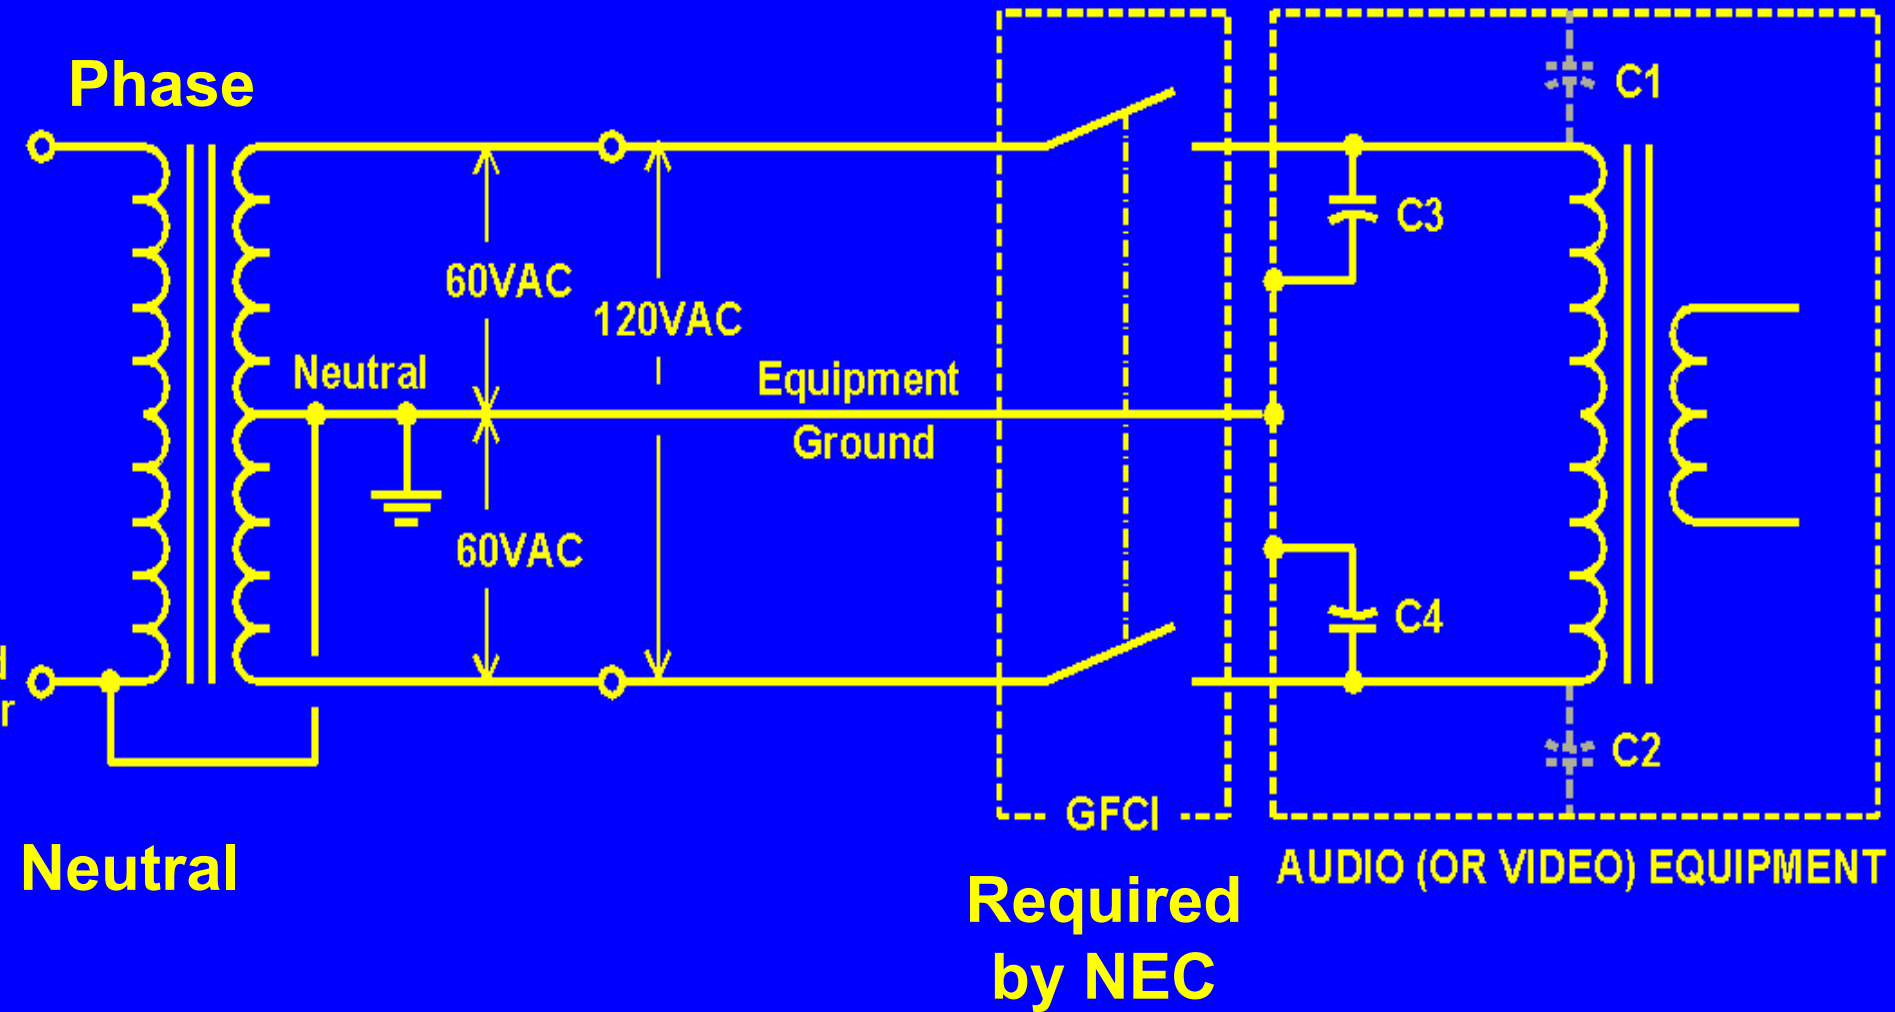 Phase
C1
C3
60VAC
120VAC
Neutral
Equipment
Ground
60VAC
C4
C2
GFCI
Neutral
AUDIO (OR VIDEO) EQUIPMENT
Required
by NEC